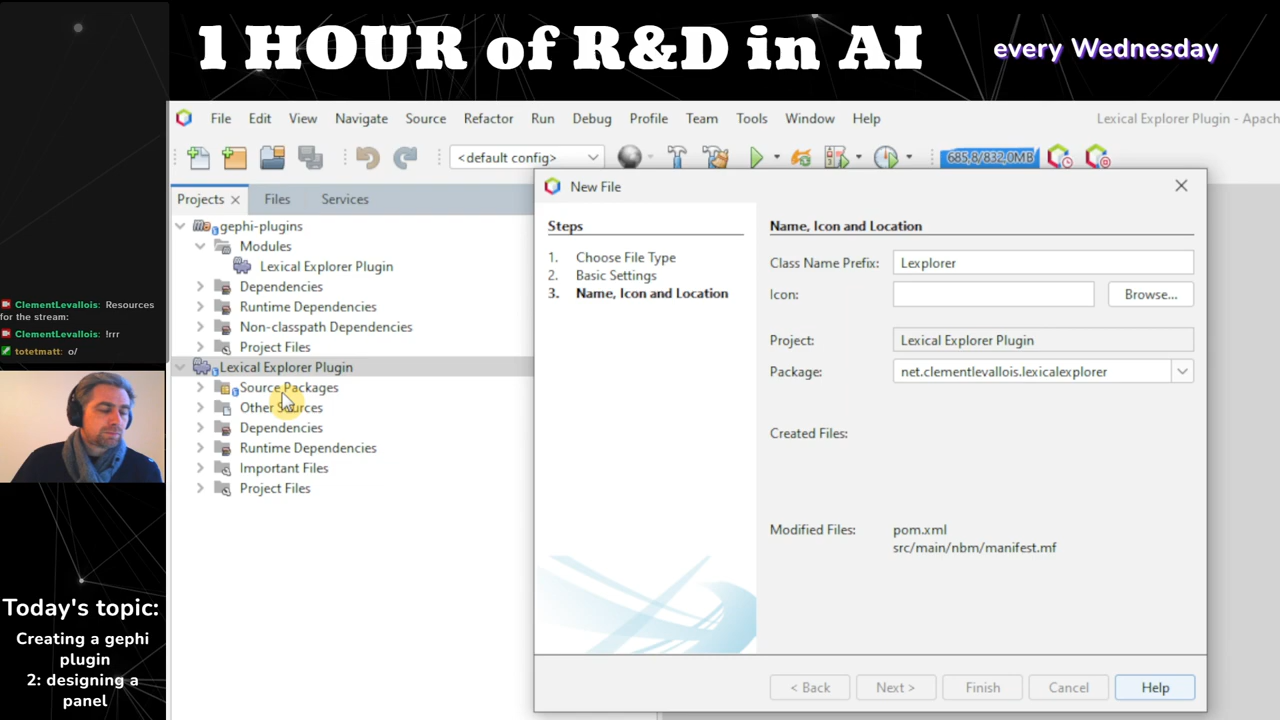 1 HOUR of R&D in AI
every Wednesday
File Edit View Navigate Source Refactor Run Debug Profile Team Tools Window Help
Lexical Explorer Plugin - Apach
<default config>
685,8/832,0MB
Projects Files Services
gephi-plugins
Modules
Lexical Explorer Plugin
Dependencies
Runtime Dependencies
Non-classpath Dependencies
Project Files
Lexical Explorer Plugin
Source Packages
Other Sources
Dependencies
Runtime Dependencies
Important Files
Project Files
New File
Steps
1. Choose File Type
2. Basic Settings
3. Name, Icon and Location
Name, Icon and Location
Class Name Prefix: Lexplorer
Icon: Browse...
Project: Lexical Explorer Plugin
Package: net.clementlevallois.lexicalexplorer
Created Files:
Modified Files: pom.xml
src/main/nbm/manifest.mf
< Back Next > Finish Cancel Help
ClementLevallois: Resources
for the stream:
ClementLevallois: !rrr
totetmatt: o/
Today's topic:
Creating a gephi
plugin
2: designing a
panel